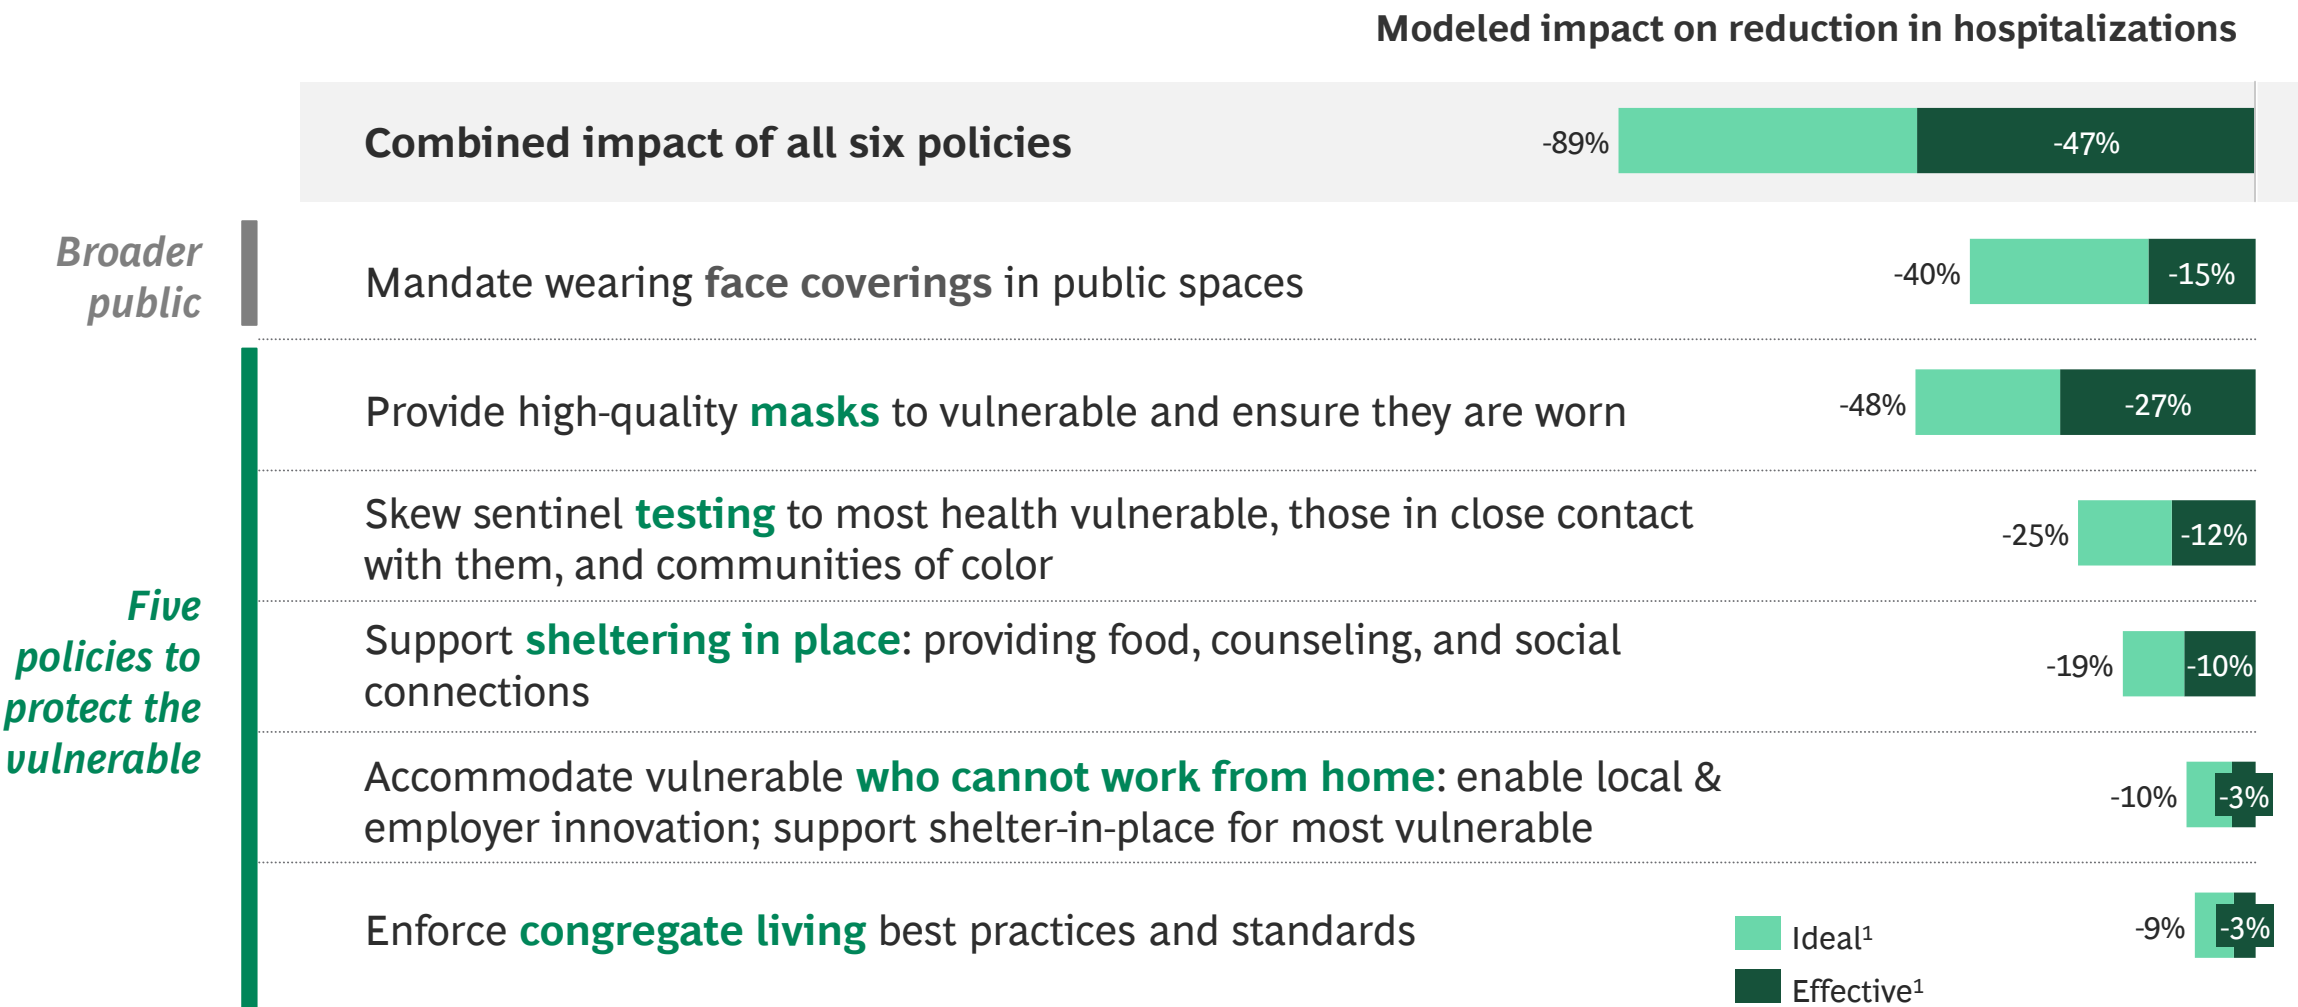 Modeled impact on reduction in hospitalizations
Combined impact of all six policies
-89%
-47%
Broader
public
Mandate wearing face coverings in public spaces
-40%
-15%
Five
policies to
protect the
vulnerable
Provide high-quality masks to vulnerable and ensure they are worn
-48%
-27%
Skew sentinel testing to most health vulnerable, those in close contact
with them, and communities of color
-25%
-12%
Support sheltering in place: providing food, counseling, and social
connections
-19%
-10%
Accommodate vulnerable who cannot work from home: enable local &
employer innovation; support shelter-in-place for most vulnerable
-10%
-3%
Enforce congregate living best practices and standards
-9%
-3%
Ideal¹
Effective¹